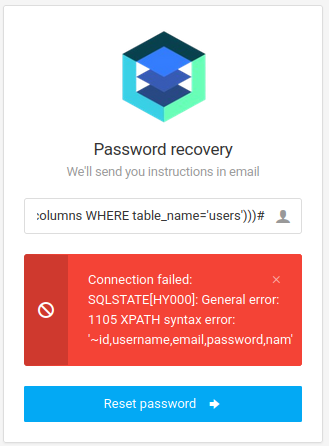 Password recovery
We'll send you instructions in email
columns WHERE table_name='users')))#
Connection failed:
SQLSTATE[HY000]: General error:
1105 XPATH syntax error:
'~id,username,email,password,nam'
Reset password